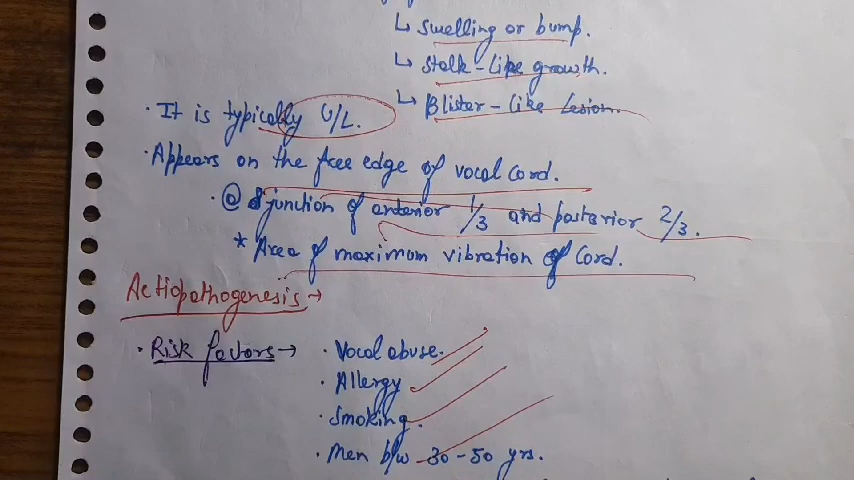 ↳ swelling or bump.
↳ stalk-like growth.
↳ Blister-like Lesion.
· It is typically U/L.
· Appears on the free edge of vocal cord.
· @ junction of anterior 1/3 and posterior 2/3.
* Area of maximum vibration of Cord.
Aetiopathogenesis →
· Risk factors → · Vocal abuse.
· Allergy
· Smoking.
· Men b/w 30-50 yrs.